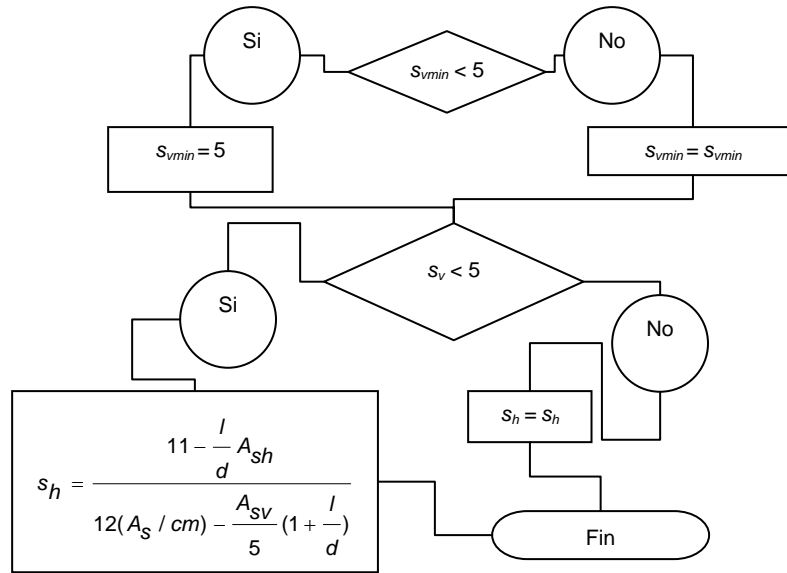 Si
s_vmin < 5
No
s_vmin = 5
s_vmin = s_vmin
s_v < 5
Si
No
s_h = s_h
s_h = (11 − (l/d) A_sh) / (12(A_s / cm) − (A_sv/5) (1 + l/d))
Fin